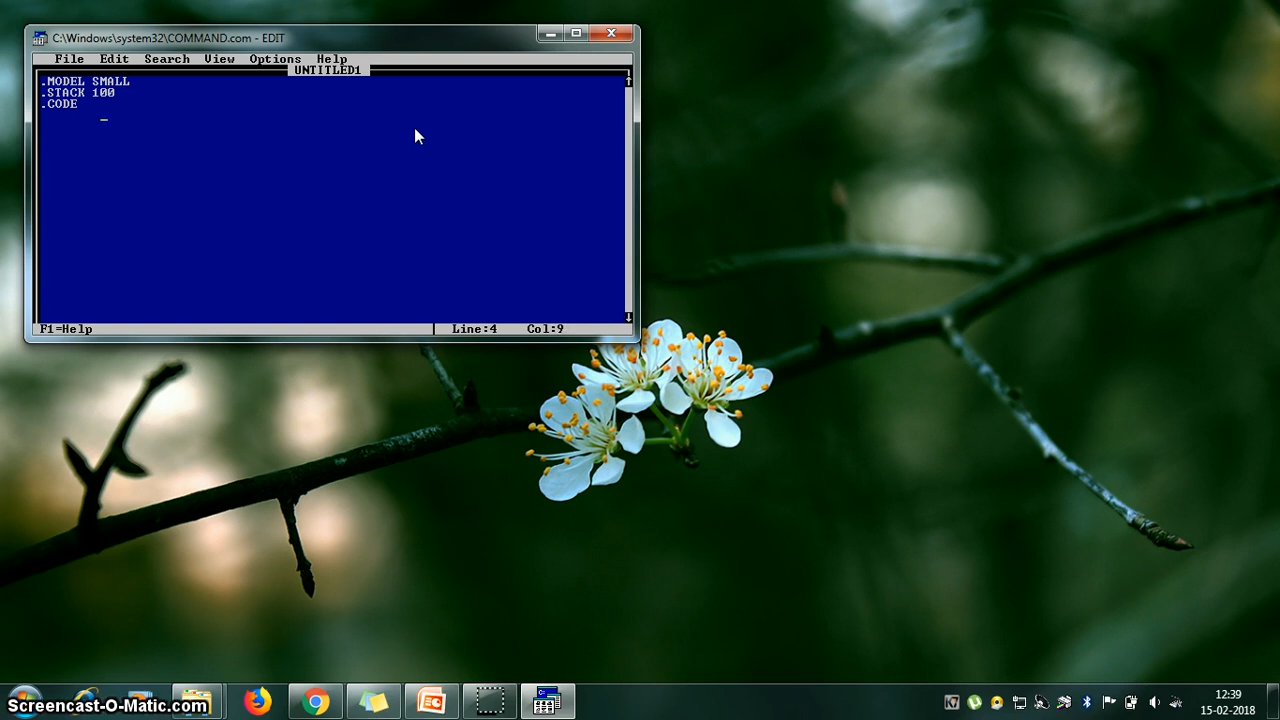 C:\Windows\system32\COMMAND.com - EDIT
File Edit Search View Options Help
UNTITLED1
.MODEL SMALL
.STACK 100
.CODE
F1=Help Line:4 Col:9
Screencast-O-Matic.com
12:39
15-02-2018